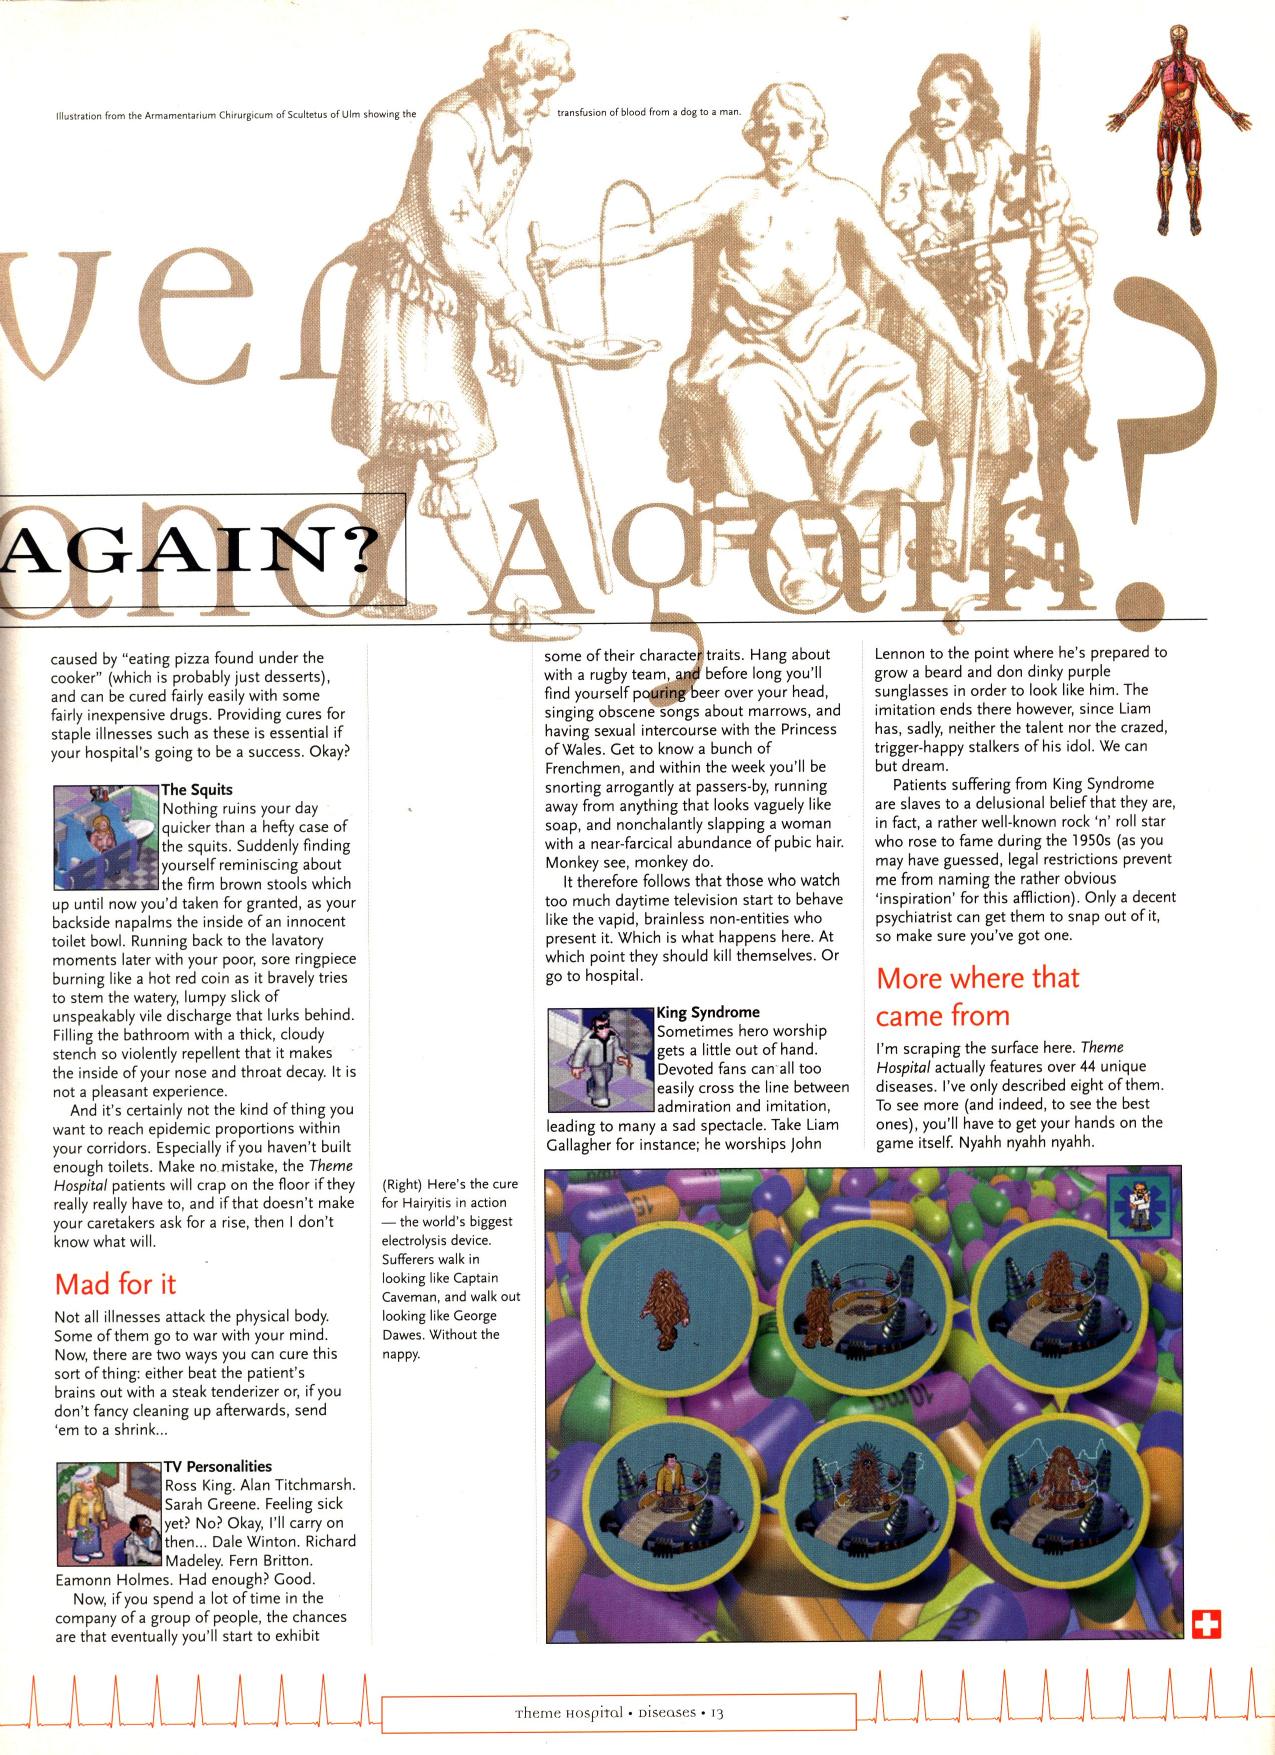 Illustration from the Armamentarium Chirurgicum of Scultetus of Ulm showing the transfusion of blood from a dog to a man.
ver
?
and Again
AGAIN?
caused by “eating pizza found under the
cooker” (which is probably just desserts),
and can be cured fairly easily with some
fairly inexpensive drugs. Providing cures for
staple illnesses such as these is essential if
your hospital's going to be a success. Okay?
The Squits
Nothing ruins your day
quicker than a hefty case of
the squits. Suddenly finding
yourself reminiscing about
the firm brown stools which
up until now you'd taken for granted, as your
backside napalms the inside of an innocent
toilet bowl. Running back to the lavatory
moments later with your poor, sore ringpiece
burning like a hot red coin as it bravely tries
to stem the watery, lumpy slick of
unspeakably vile discharge that lurks behind.
Filling the bathroom with a thick, cloudy
stench so violently repellent that it makes
the inside of your nose and throat decay. It is
not a pleasant experience.
And it's certainly not the kind of thing you
want to reach epidemic proportions within
your corridors. Especially if you haven't built
enough toilets. Make no mistake, the Theme
Hospital patients will crap on the floor if they
really really have to, and if that doesn't make
your caretakers ask for a rise, then I don't
know what will.
Mad for it
Not all illnesses attack the physical body.
Some of them go to war with your mind.
Now, there are two ways you can cure this
sort of thing: either beat the patient's
brains out with a steak tenderizer or, if you
don't fancy cleaning up afterwards, send
'em to a shrink...
TV Personalities
Ross King. Alan Titchmarsh.
Sarah Greene. Feeling sick
yet? No? Okay, I'll carry on
then... Dale Winton. Richard
Madeley. Fern Britton.
Eamonn Holmes. Had enough? Good.
Now, if you spend a lot of time in the
company of a group of people, the chances
are that eventually you'll start to exhibit
(Right) Here's the cure
for Hairyitis in action
— the world's biggest
electrolysis device.
Sufferers walk in
looking like Captain
Caveman, and walk out
looking like George
Dawes. Without the
nappy.
some of their character traits. Hang about
with a rugby team, and before long you'll
find yourself pouring beer over your head,
singing obscene songs about marrows, and
having sexual intercourse with the Princess
of Wales. Get to know a bunch of
Frenchmen, and within the week you'll be
snorting arrogantly at passers-by, running
away from anything that looks vaguely like
soap, and nonchalantly slapping a woman
with a near-farcical abundance of pubic hair.
Monkey see, monkey do.
It therefore follows that those who watch
too much daytime television start to behave
like the vapid, brainless non-entities who
present it. Which is what happens here. At
which point they should kill themselves. Or
go to hospital.
King Syndrome
Sometimes hero worship
gets a little out of hand.
Devoted fans can all too
easily cross the line between
admiration and imitation,
leading to many a sad spectacle. Take Liam
Gallagher for instance; he worships John
Lennon to the point where he's prepared to
grow a beard and don dinky purple
sunglasses in order to look like him. The
imitation ends there however, since Liam
has, sadly, neither the talent nor the crazed,
trigger-happy stalkers of his idol. We can
but dream.
Patients suffering from King Syndrome
are slaves to a delusional belief that they are,
in fact, a rather well-known rock ‘n’ roll star
who rose to fame during the 1950s (as you
may have guessed, legal restrictions prevent
me from naming the rather obvious
‘inspiration’ for this affliction). Only a decent
psychiatrist can get them to snap out of it,
so make sure you've got one.
More where that
came from
I'm scraping the surface here. Theme
Hospital actually features over 44 unique
diseases. I've only described eight of them.
To see more (and indeed, to see the best
ones), you'll have to get your hands on the
game itself. Nyahh nyahh nyahh.
Theme Hospital • Diseases • 13